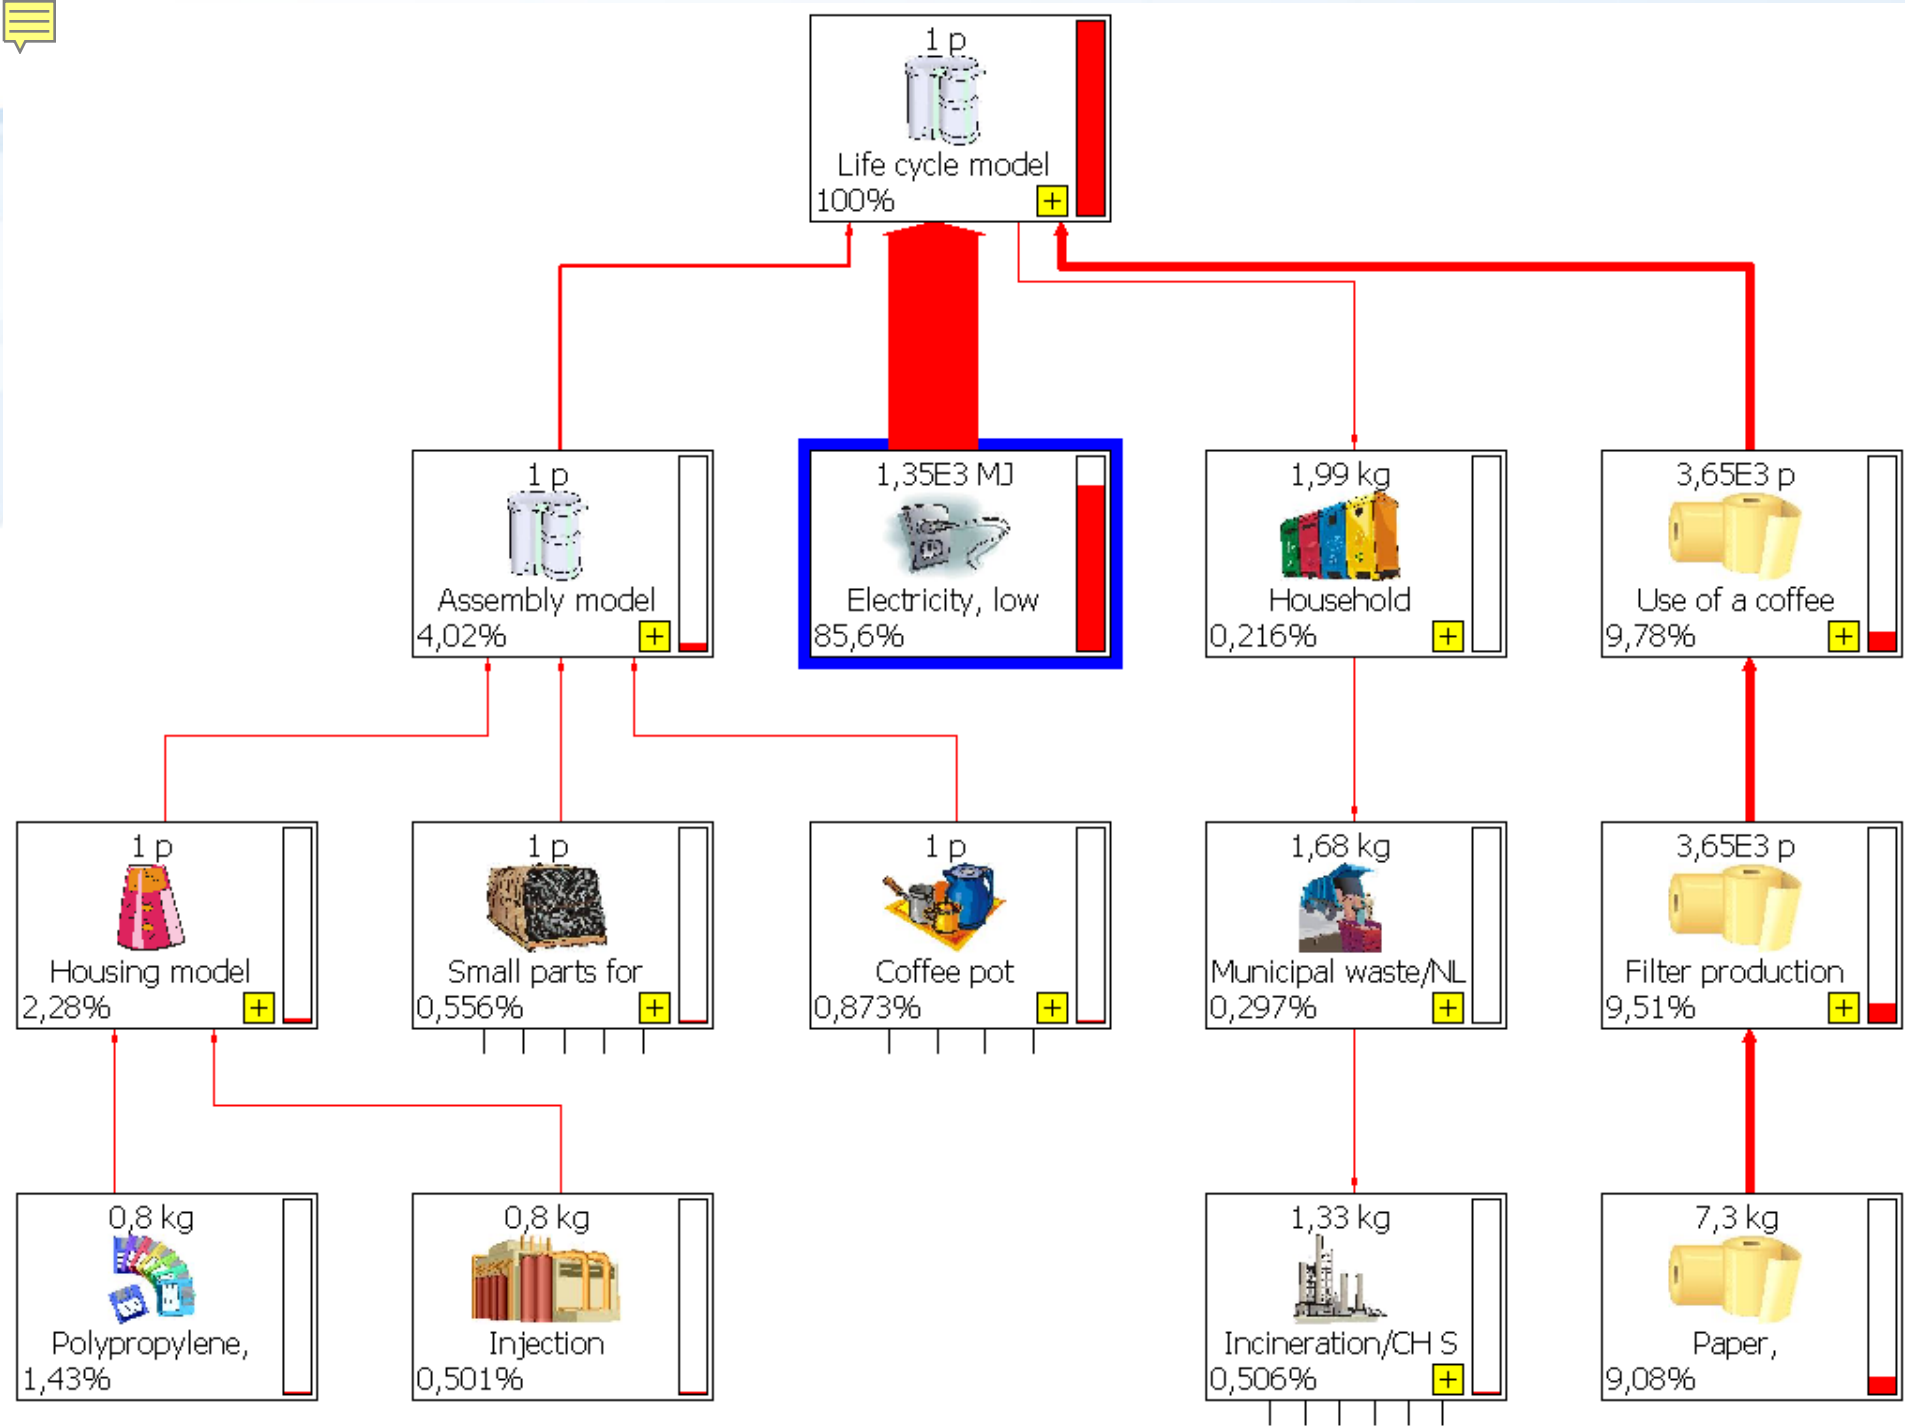 1 p
Life cycle model
100%
+
1 p
Assembly model
4,02%
+
1,35E3 MJ
Electricity, low
85,6%
1,99 kg
Household
0,216%
+
3,65E3 p
Use of a coffee
9,78%
+
1 p
Housing model
2,28%
+
1 p
Small parts for
0,556%
+
1 p
Coffee pot
0,873%
+
1,68 kg
Municipal waste/NL
0,297%
+
3,65E3 p
Filter production
9,51%
+
0,8 kg
Polypropylene,
1,43%
0,8 kg
Injection
0,501%
1,33 kg
Incineration/CH S
0,506%
+
7,3 kg
Paper,
9,08%